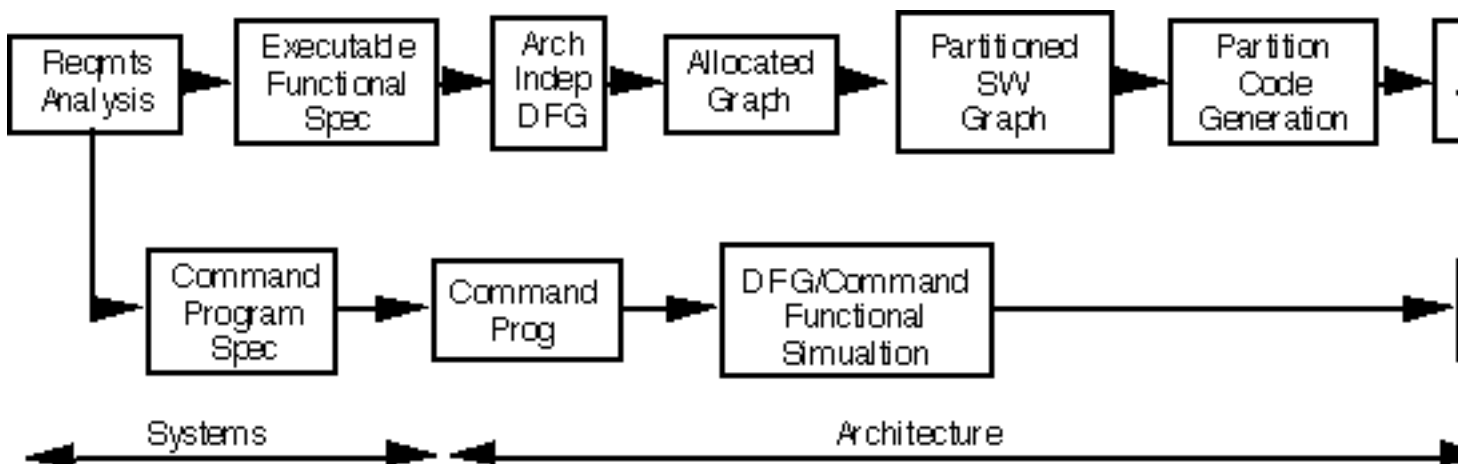 Reqmts
Analysis
Executable
Functional
Spec
Arch
Indep
DFG
Allocated
Graph
Partitioned
SW
Graph
Partition
Code
Generation
Command
Program
Spec
Command
Prog
DFG/Command
Functional
Simualtion
Systems
Architecture